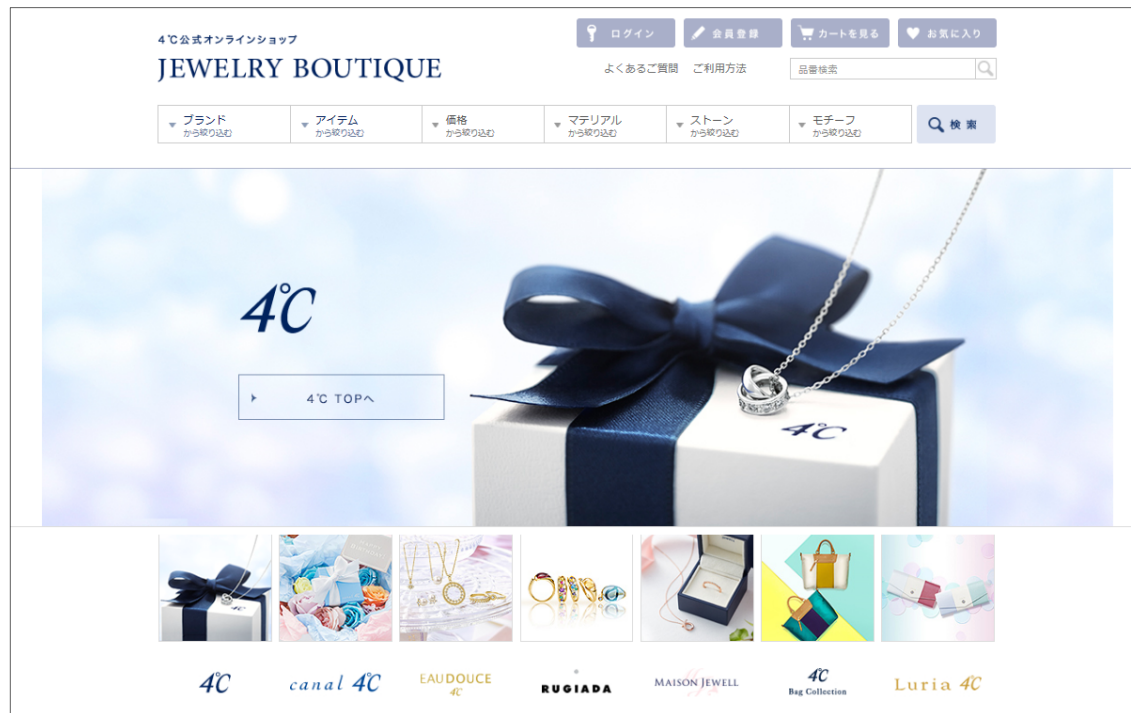 4℃公式オンラインショップ
JEWELRY BOUTIQUE
ログイン
会員登録
カートを見る
お気に入り
よくあるご質問 ご利用方法
品番検索
ブランド
から絞り込む
アイテム
から絞り込む
価格
から絞り込む
マテリアル
から絞り込む
ストーン
から絞り込む
モチーフ
から絞り込む
検索
4℃
4℃ TOPへ
4℃
4℃
4℃
canal 4℃
EAUDOUCE
4℃
RUGIADA
MAISON JEWELL
4℃
Bag Collection
Luria 4℃